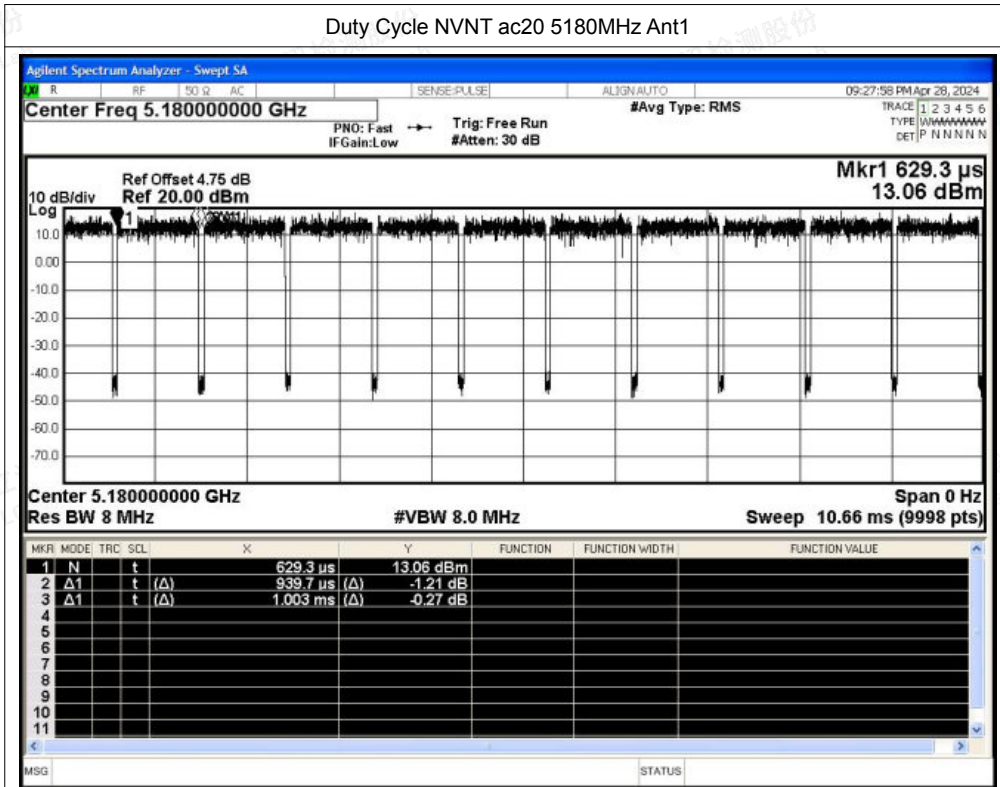 Duty Cycle NVNT ac20 5180MHz Ant1
Agilent Spectrum Analyzer - Swept SA
R RF 50 Ω AC SENSE:PULSE ALIGN AUTO 09:27:58 PM Apr 28, 2024
Center Freq 5.180000000 GHz #Avg Type: RMS TRACE 1 2 3 4 5 6
PNO: Fast Trig: Free Run TYPE
IFGain:Low #Atten: 30 dB DET P N N N N N
Mkr1 629.3 µs
Ref Offset 4.75 dB
10 dB/div Ref 20.00 dBm 13.06 dBm
Log
1
10.0
0.00
-10.0
-20.0
-30.0
-40.0
-50.0
-60.0
-70.0
Center 5.180000000 GHz Span 0 Hz
Res BW 8 MHz #VBW 8.0 MHz Sweep 10.66 ms (9998 pts)
MKR MODE TRC SCL X Y FUNCTION FUNCTION WIDTH FUNCTION VALUE
1 N t 629.3 µs 13.06 dBm
2 Δ1 t (Δ) 939.7 µs (Δ) -1.21 dB
3 Δ1 t (Δ) 1.003 ms (Δ) -0.27 dB
4
5
6
7
8
9
10
11
MSG STATUS